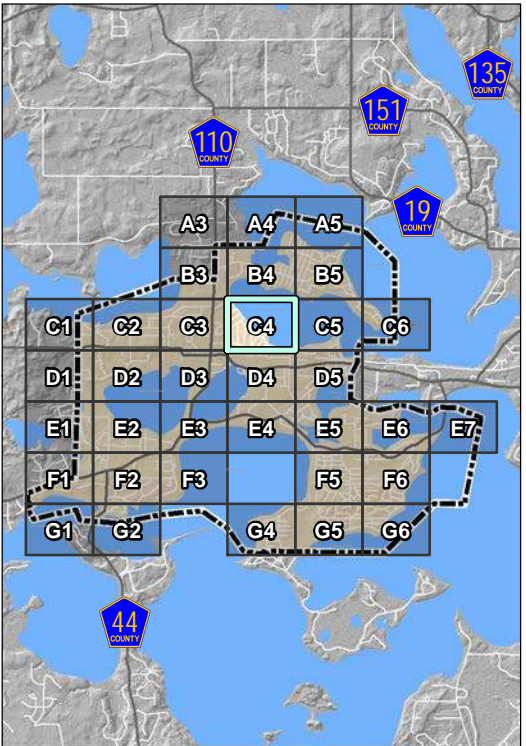 135
COUNTY
151
COUNTY
110
COUNTY
19
COUNTY
A3 A4 A5
B3 B4 B5
C1 C2 C3 C4 C5 C6
D1 D2 D3 D4 D5
E1 E2 E3 E4 E5 E6 E7
F1 F2 F3 F5 F6
G1 G2 G4 G5 G6
44
COUNTY